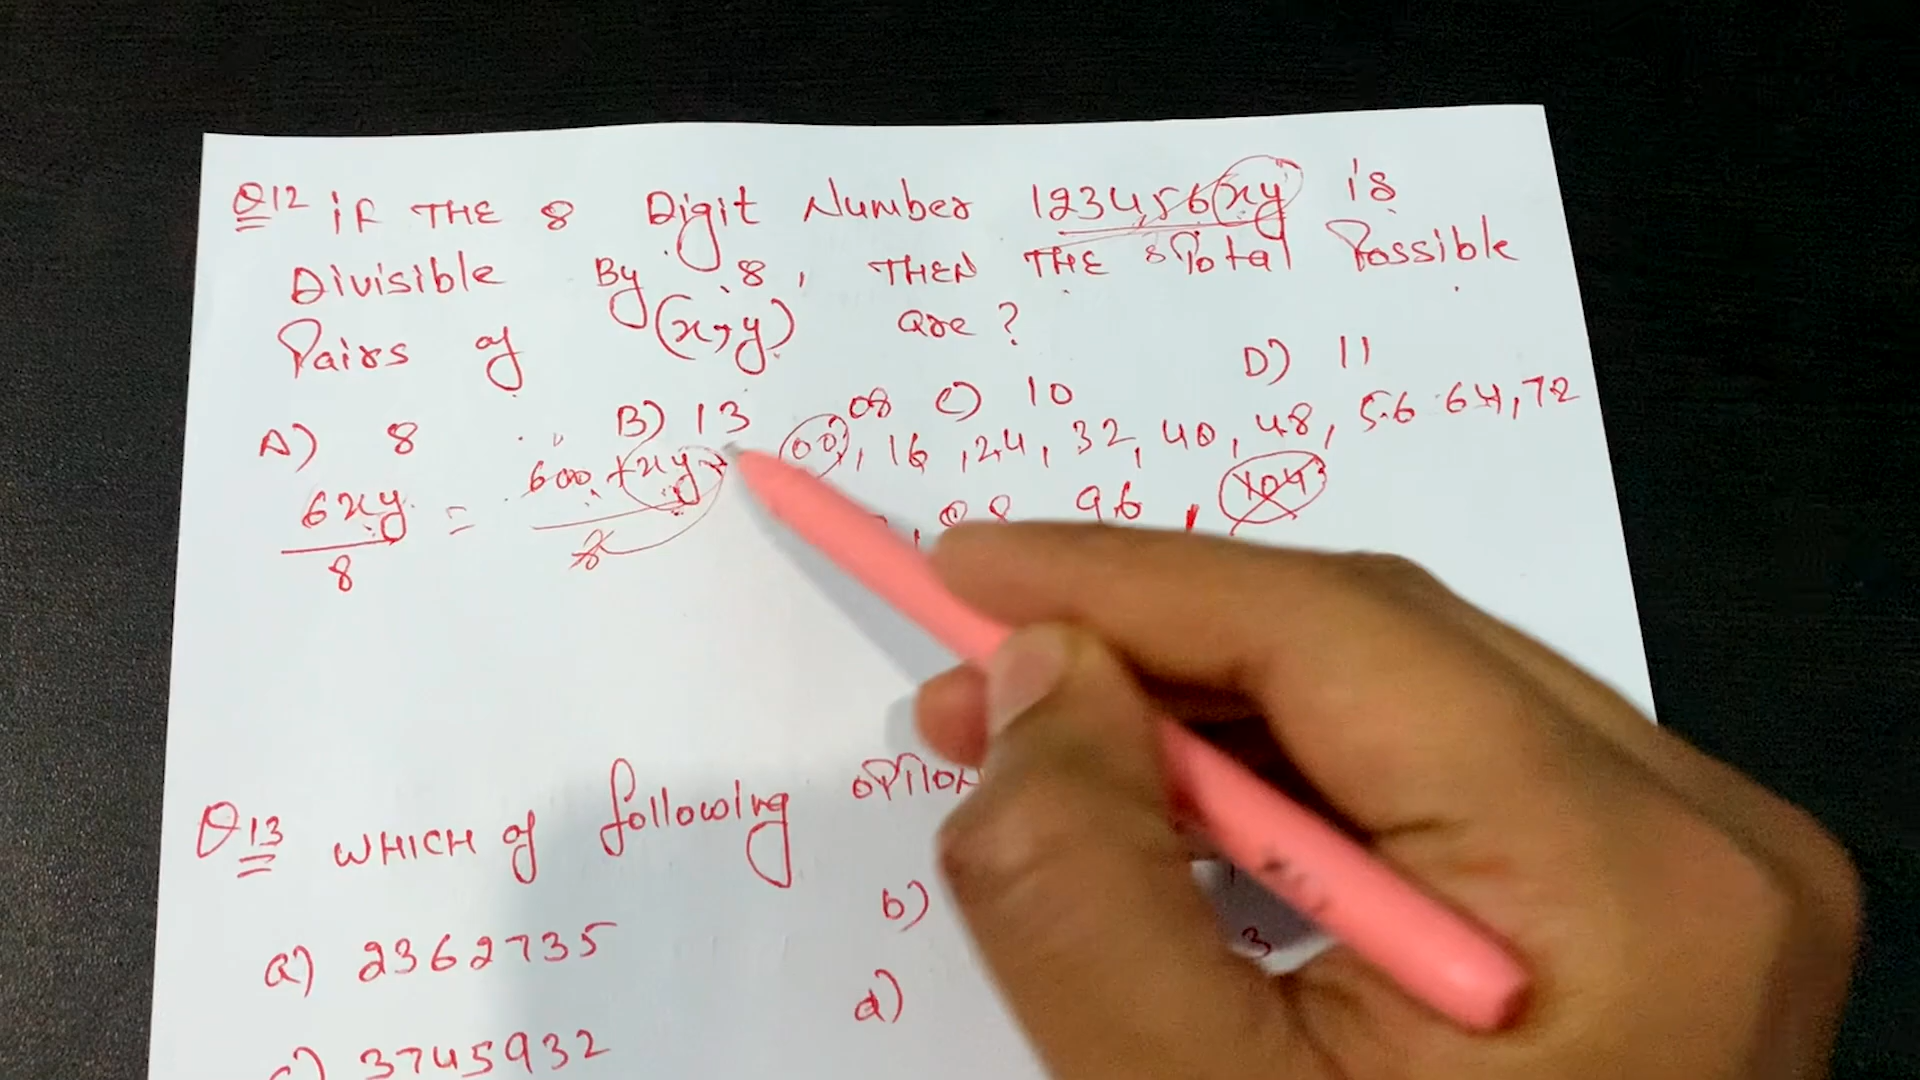 Q12 iF THE 8 Digit Number 123456xy is
Divisible By 8, THEN THE Total Possible
Pairs of (x,y) are ?
A) 8 B) 13 C) 10 D) 11
6xy/8 = 600+xy/8
00, 08, 16, 24, 32, 40, 48, 56 64, 72
88 96, 104
Q13 WHICH of following OPTION
a) 2362735 b)
c) 3745932 d)
3